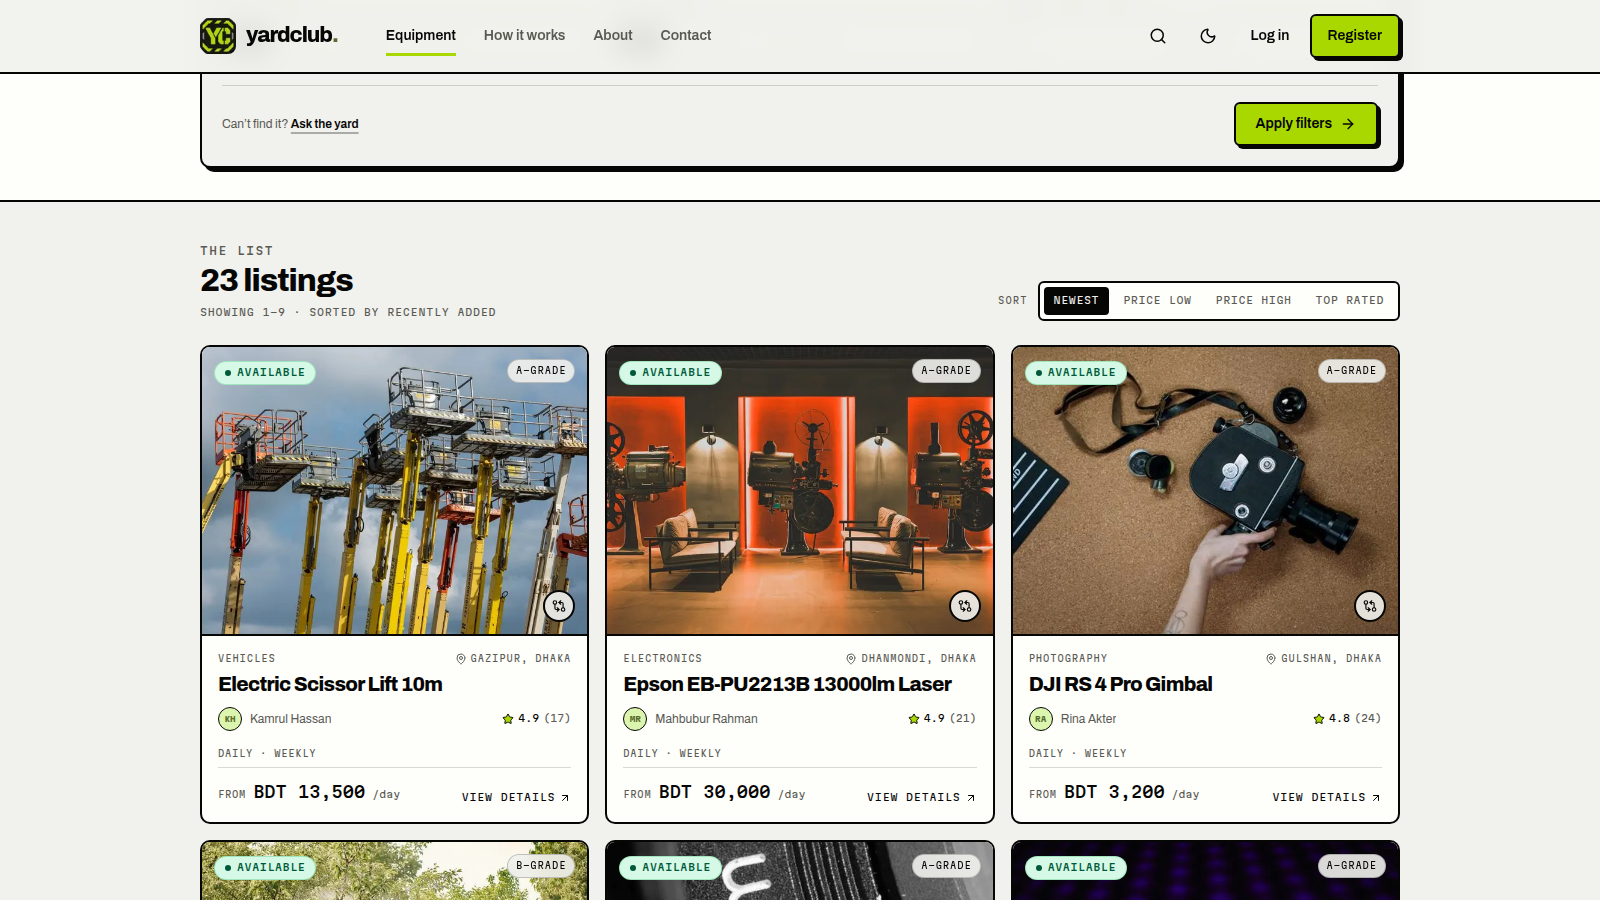 YC yardclub.
Equipment
How it works
About
Contact
Log in
Register
Can't find it? Ask the yard
Apply filters
THE LIST
23 listings
SHOWING 1–9 · SORTED BY RECENTLY ADDED
SORT
NEWEST
PRICE LOW
PRICE HIGH
TOP RATED
AVAILABLE
A-GRADE
VEHICLES
GAZIPUR, DHAKA
Electric Scissor Lift 10m
KH Kamrul Hassan
4.9 (17)
DAILY · WEEKLY
FROM BDT 13,500 /day
VIEW DETAILS
AVAILABLE
A-GRADE
ELECTRONICS
DHANMONDI, DHAKA
Epson EB-PU2213B 13000lm Laser
MR Mahbubur Rahman
4.9 (21)
DAILY · WEEKLY
FROM BDT 30,000 /day
VIEW DETAILS
AVAILABLE
A-GRADE
PHOTOGRAPHY
GULSHAN, DHAKA
DJI RS 4 Pro Gimbal
RA Rina Akter
4.8 (24)
DAILY · WEEKLY
FROM BDT 3,200 /day
VIEW DETAILS
AVAILABLE
B-GRADE
AVAILABLE
A-GRADE
AVAILABLE
A-GRADE